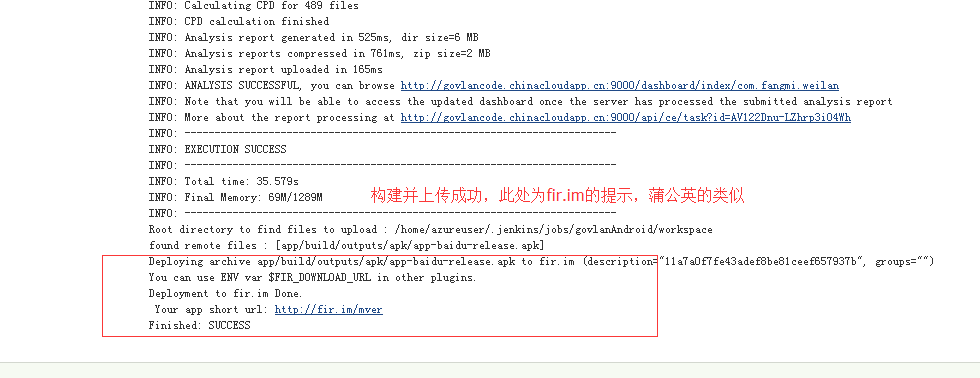 INFO: Calculating CPD for 489 files
INFO: CPD calculation finished
INFO: Analysis report generated in 525ms, dir size=6 MB
INFO: Analysis reports compressed in 761ms, zip size=2 MB
INFO: Analysis report uploaded in 165ms
INFO: ANALYSIS SUCCESSFUL, you can browse http://govlancode.chinacloudapp.cn:9000/dashboard/index/com.fangmi.weilan
INFO: Note that you will be able to access the updated dashboard once the server has processed the submitted analysis report
INFO: More about the report processing at http://govlancode.chinacloudapp.cn:9000/api/ce/task?id=AV122Dnu-LZhrp3i04Wh
INFO: ------------------------------------------------------------------------
INFO: EXECUTION SUCCESS
INFO: ------------------------------------------------------------------------
INFO: Total time: 35.579s
INFO: Final Memory: 69M/1289M
构建并上传成功，此处为fir.im的提示，蒲公英的类似
INFO: ------------------------------------------------------------------------
Root directory to find files to upload : /home/azureuser/.jenkins/jobs/govlanAndroid/workspace
found remote files : [app/build/outputs/apk/app-baidu-release.apk]
Deploying archive app/build/outputs/apk/app-baidu-release.apk to fir.im (description="11a7a0f7fe43adef8be81ceef657937b", groups="")
You can use ENV var $FIR_DOWNLOAD_URL in other plugins.
Deployment to fir.im Done.
Your app short url: http://fir.im/mver
Finished: SUCCESS